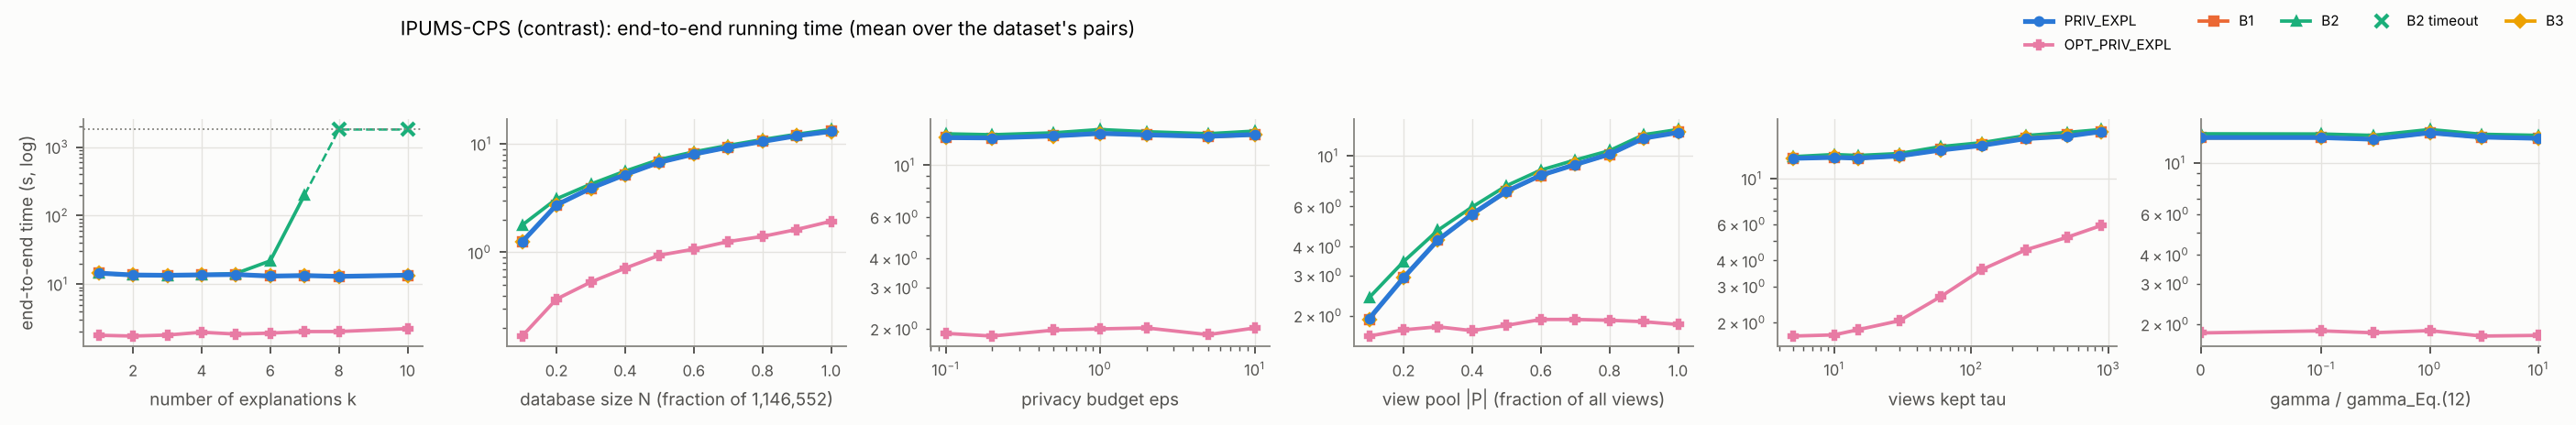 IPUMS-CPS (contrast): end-to-end running time (mean over the dataset's pairs)
PRIV_EXPL
B1
B2
B2 timeout
B3
OPT_PRIV_EXPL
end-to-end time (s, log)
10³
10²
10¹
2 4 6 8 10
number of explanations k
10¹
10⁰
0.2 0.4 0.6 0.8 1.0
database size N (fraction of 1,146,552)
10¹
6 × 10⁰
4 × 10⁰
3 × 10⁰
2 × 10⁰
10⁻¹ 10⁰ 10¹
privacy budget eps
10¹
6 × 10⁰
4 × 10⁰
3 × 10⁰
2 × 10⁰
0.2 0.4 0.6 0.8 1.0
view pool |P| (fraction of all views)
10¹
6 × 10⁰
4 × 10⁰
3 × 10⁰
2 × 10⁰
10¹ 10² 10³
views kept tau
10¹
6 × 10⁰
4 × 10⁰
3 × 10⁰
2 × 10⁰
0 10⁻¹ 10⁰ 10¹
gamma / gamma_Eq.(12)